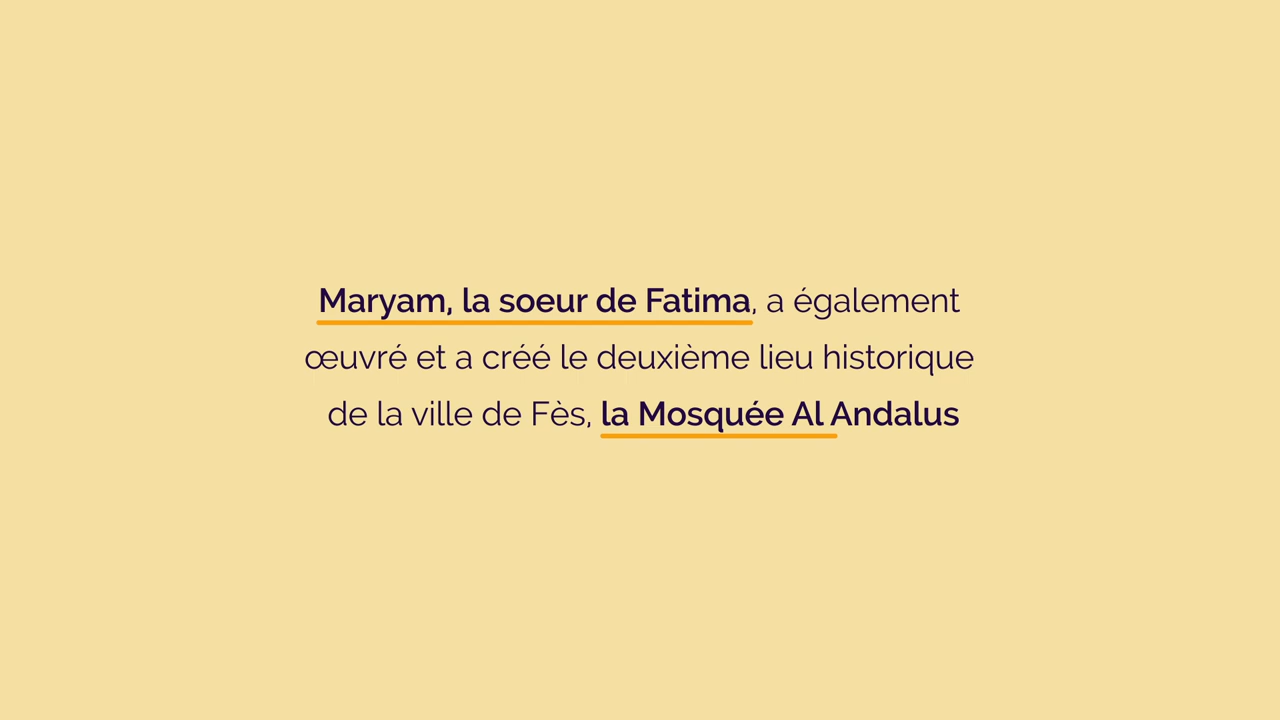 Maryam, la soeur de Fatima, a également
œuvré et a créé le deuxième lieu historique
de la ville de Fès, la Mosquée Al Andalus